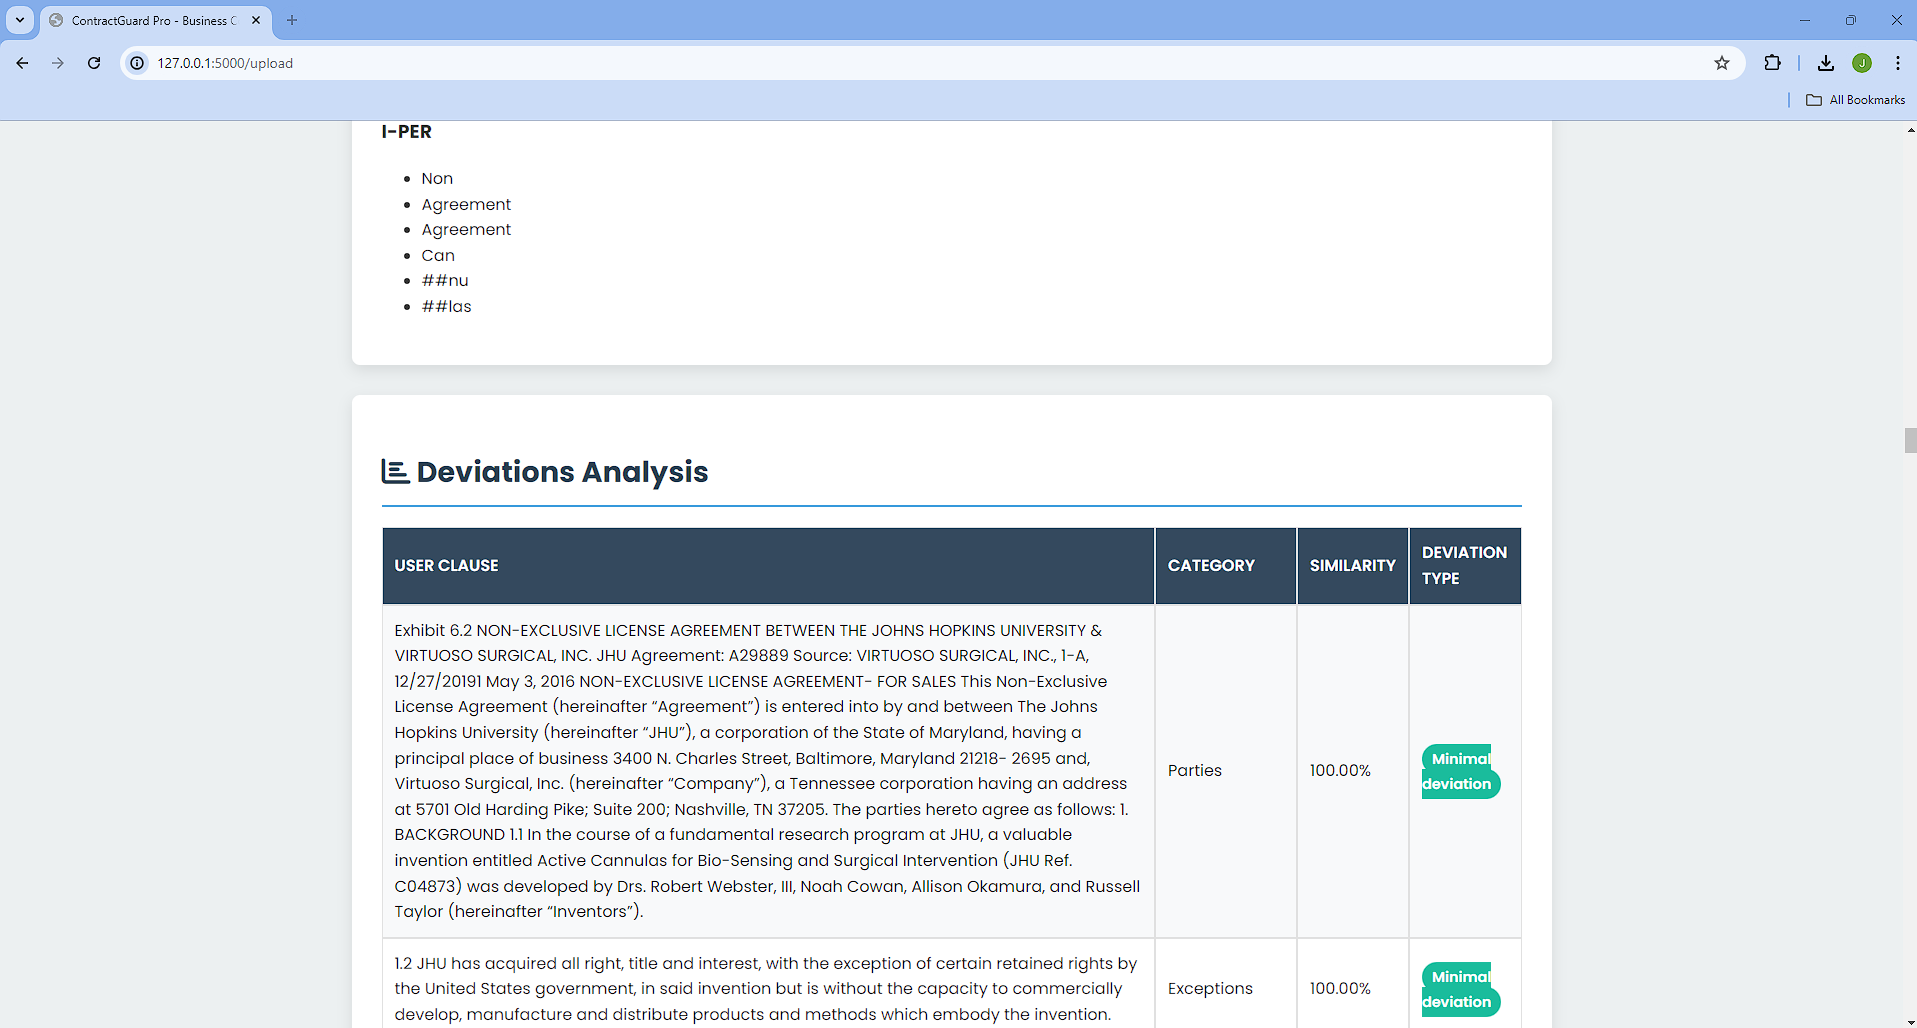 ContractGuard Pro - Business C
127.0.0.1:5000/upload
All Bookmarks
I-PER
Non
Agreement
Agreement
Can
##nu
##las
Deviations Analysis
USER CLAUSE
CATEGORY
SIMILARITY
DEVIATION
TYPE
Exhibit 6.2 NON-EXCLUSIVE LICENSE AGREEMENT BETWEEN THE JOHNS HOPKINS UNIVERSITY &
VIRTUOSO SURGICAL, INC. JHU Agreement: A29889 Source: VIRTUOSO SURGICAL, INC., 1-A,
12/27/20191 May 3, 2016 NON-EXCLUSIVE LICENSE AGREEMENT- FOR SALES This Non-Exclusive
License Agreement (hereinafter “Agreement”) is entered into by and between The Johns
Hopkins University (hereinafter “JHU”), a corporation of the State of Maryland, having a
principal place of business 3400 N. Charles Street, Baltimore, Maryland 21218- 2695 and,
Virtuoso Surgical, Inc. (hereinafter “Company”), a Tennessee corporation having an address
at 5701 Old Harding Pike; Suite 200; Nashville, TN 37205. The parties hereto agree as follows: 1.
BACKGROUND 1.1 In the course of a fundamental research program at JHU, a valuable
invention entitled Active Cannulas for Bio-Sensing and Surgical Intervention (JHU Ref.
C04873) was developed by Drs. Robert Webster, III, Noah Cowan, Allison Okamura, and Russell
Taylor (hereinafter “Inventors”).
Parties
100.00%
Minimal
deviation
1.2 JHU has acquired all right, title and interest, with the exception of certain retained rights by
the United States government, in said invention but is without the capacity to commercially
develop, manufacture and distribute products and methods which embody the invention.
Exceptions
100.00%
Minimal
deviation